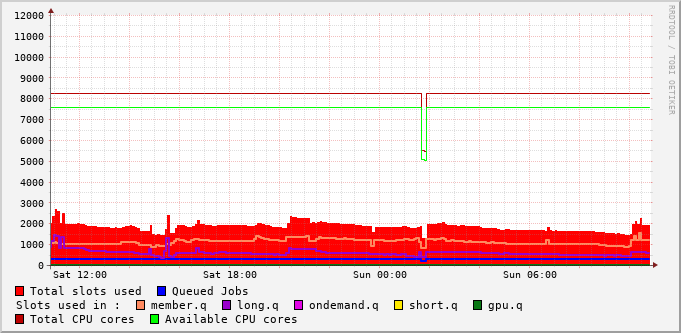 12000
11000
10000
9000
8000
7000
6000
5000
4000
3000
2000
1000
0
Sat 12:00 Sat 18:00 Sun 00:00 Sun 06:00
Total slots used Queued Jobs
Slots used in : member.q long.q ondemand.q short.q gpu.q
Total CPU cores Available CPU cores
RRDTOOL / TOBI OETIKER